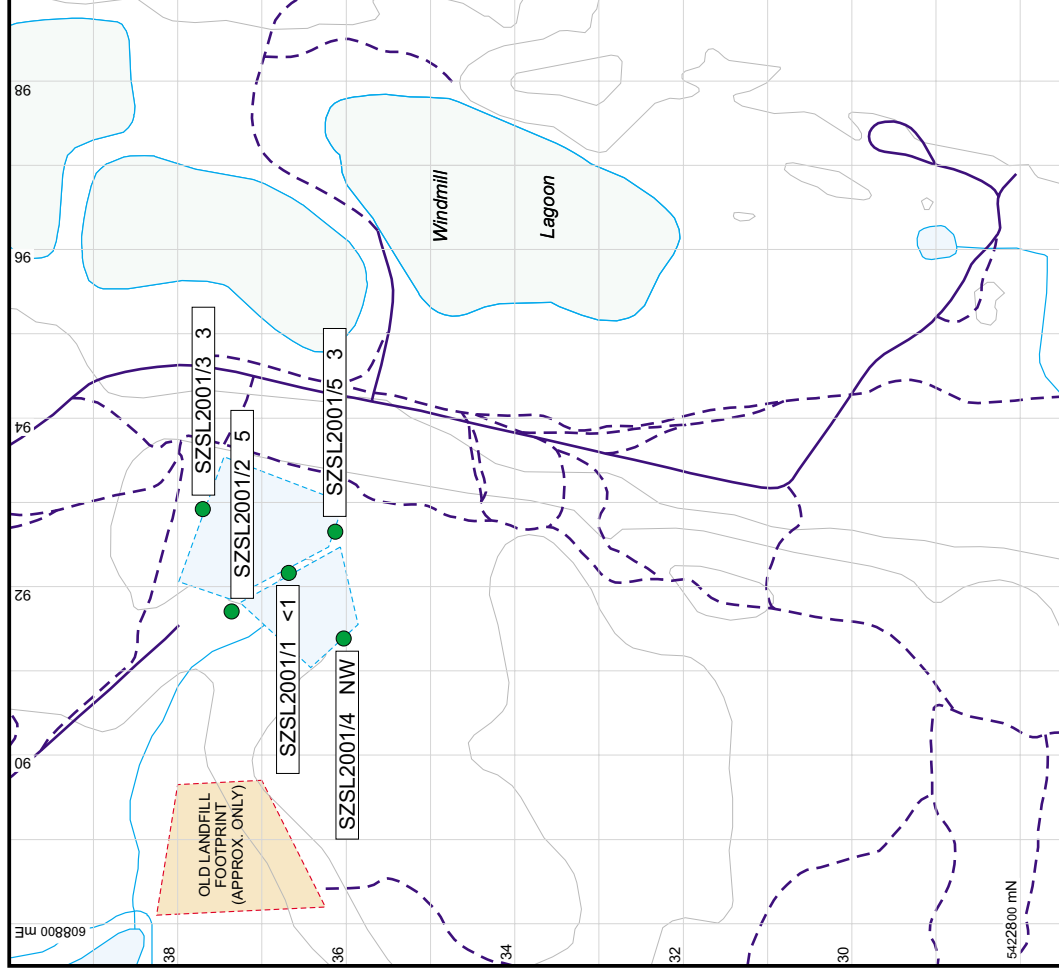 98
96
94
92
90
608800 mE
38
36
34
32
30
5422800 mN
Windmill
Lagoon
SZSL2001/3 3
SZSL2001/2 5
SZSL2001/5 3
SZSL2001/1 <1
SZSL2001/4 NW
OLD LANDFILL
FOOTPRINT
(APPROX. ONLY)